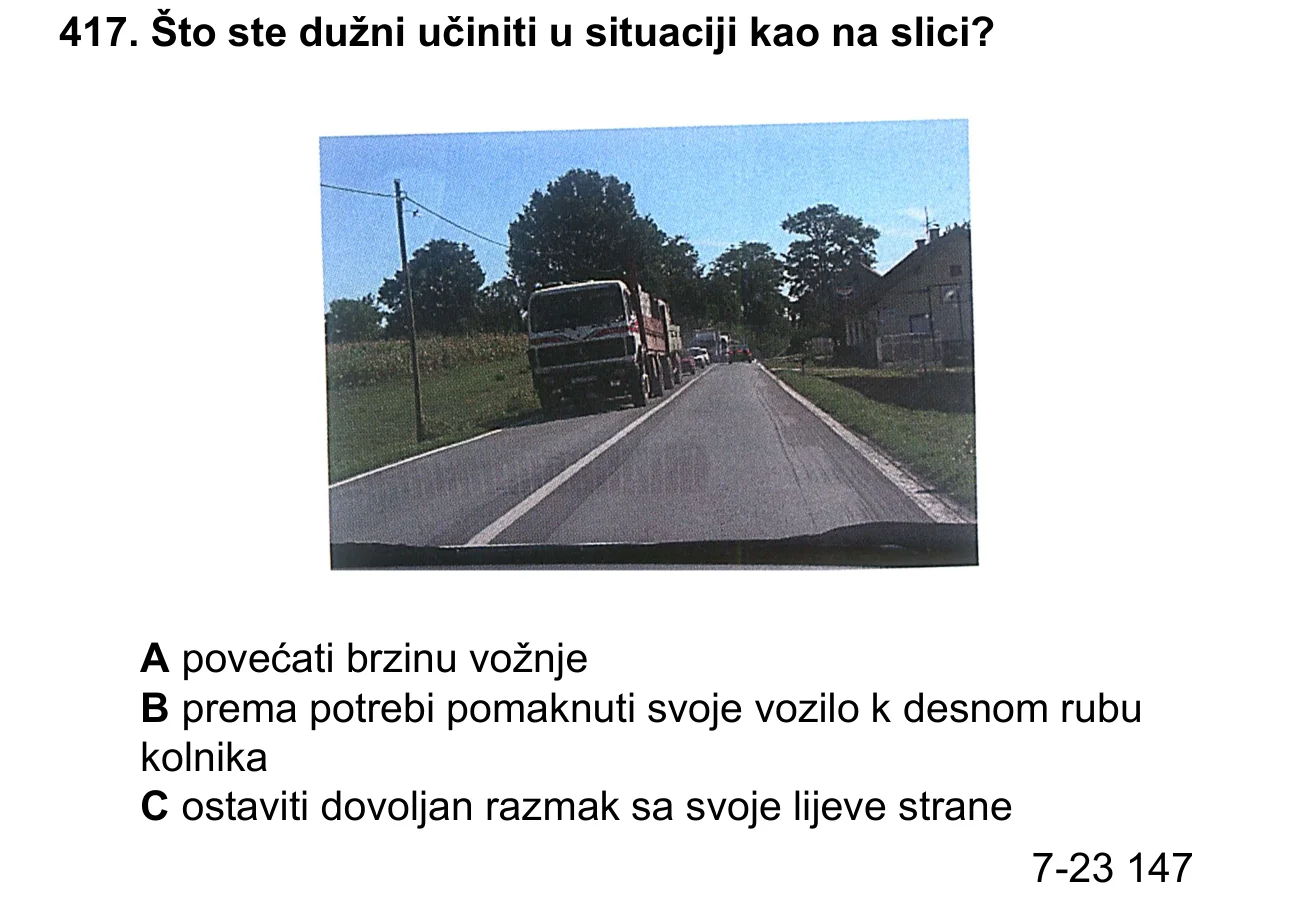 417. Što ste dužni učiniti u situaciji kao na slici?
A povećati brzinu vožnje
B prema potrebi pomaknuti svoje vozilo k desnom rubu
kolnika
C ostaviti dovoljan razmak sa svoje lijeve strane
7-23 147